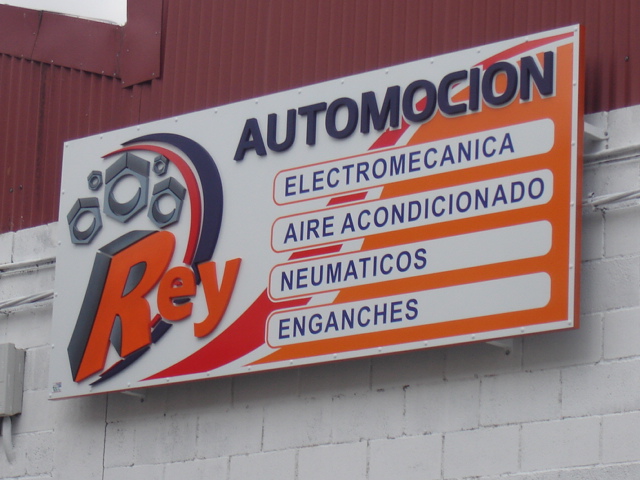 AUTOMOCION
Rey
ELECTROMECANICA
AIRE ACONDICIONADO
NEUMATICOS
ENGANCHES